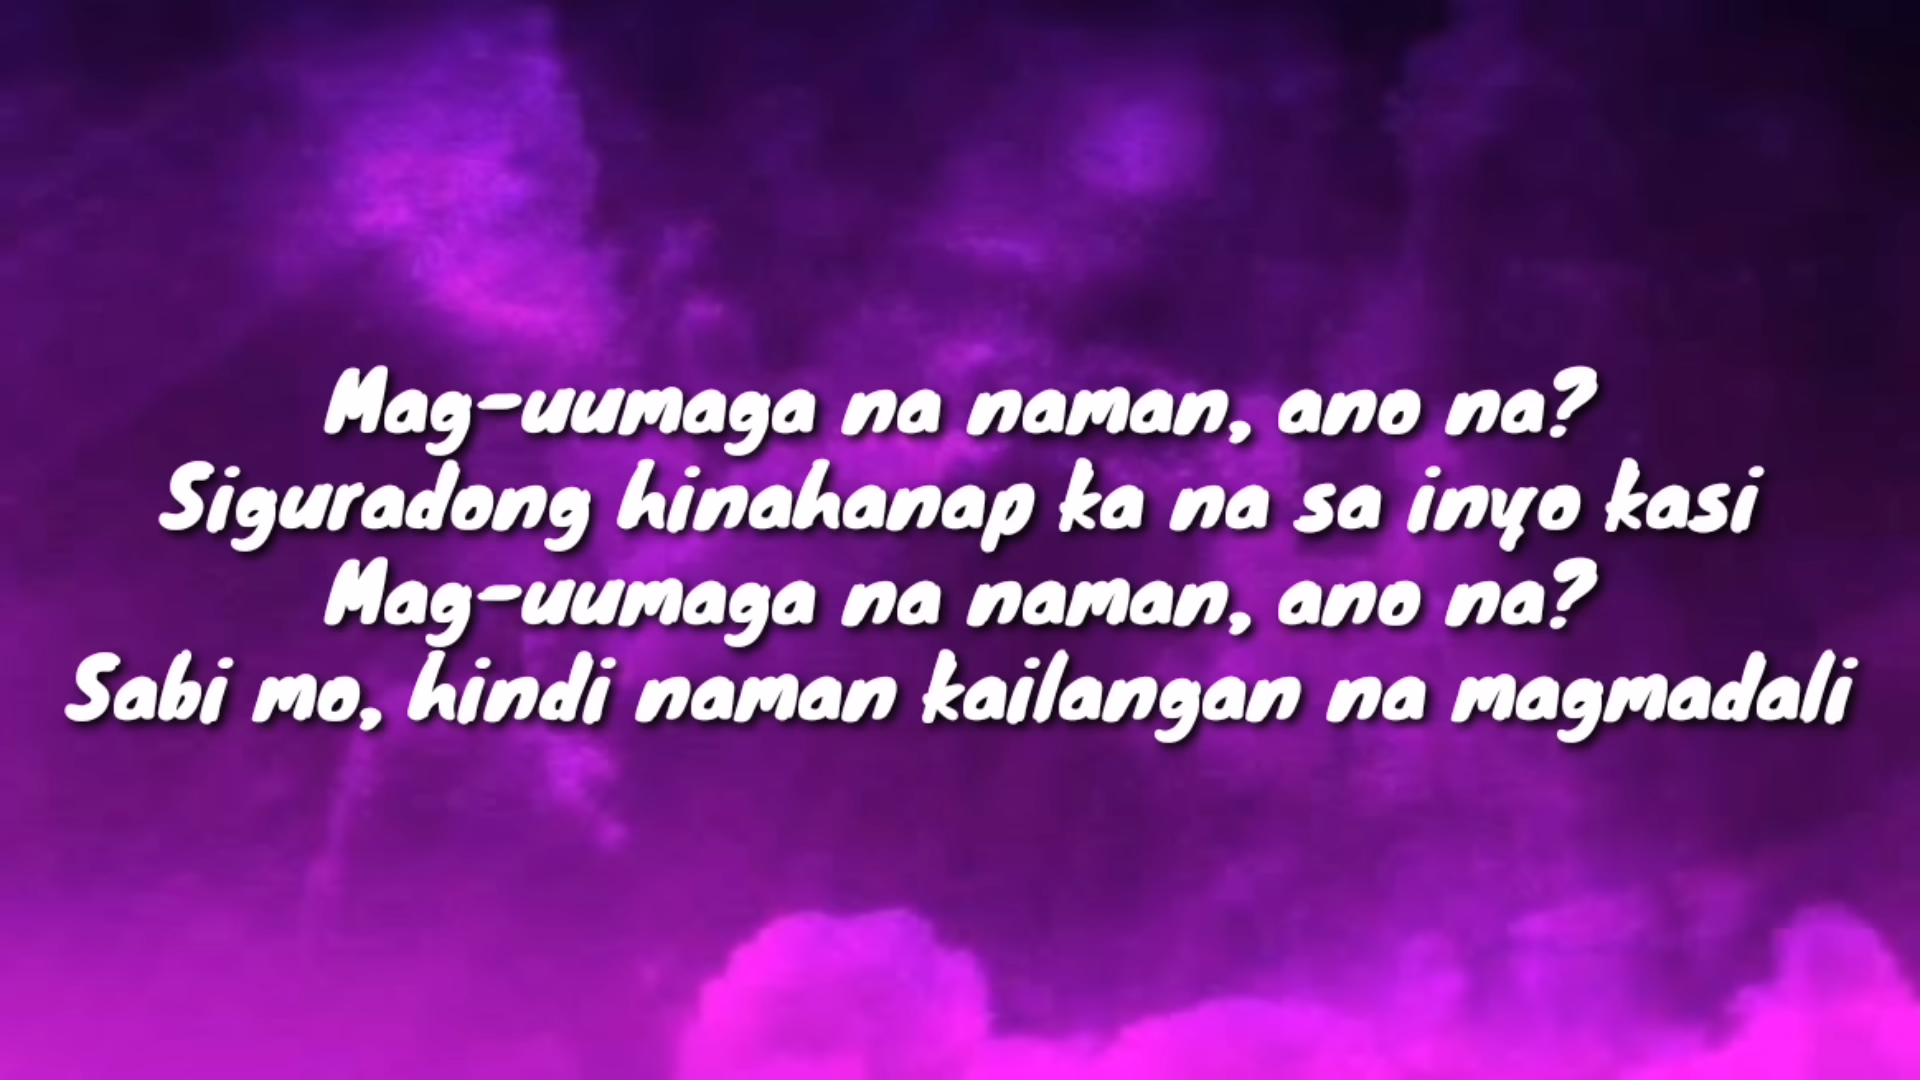 Mag-uumaga na naman, ano na?
Siguradong hinahanap ka na sa inyo kasi
Mag-uumaga na naman, ano na?
Sabi mo, hindi naman kailangan na magmadali